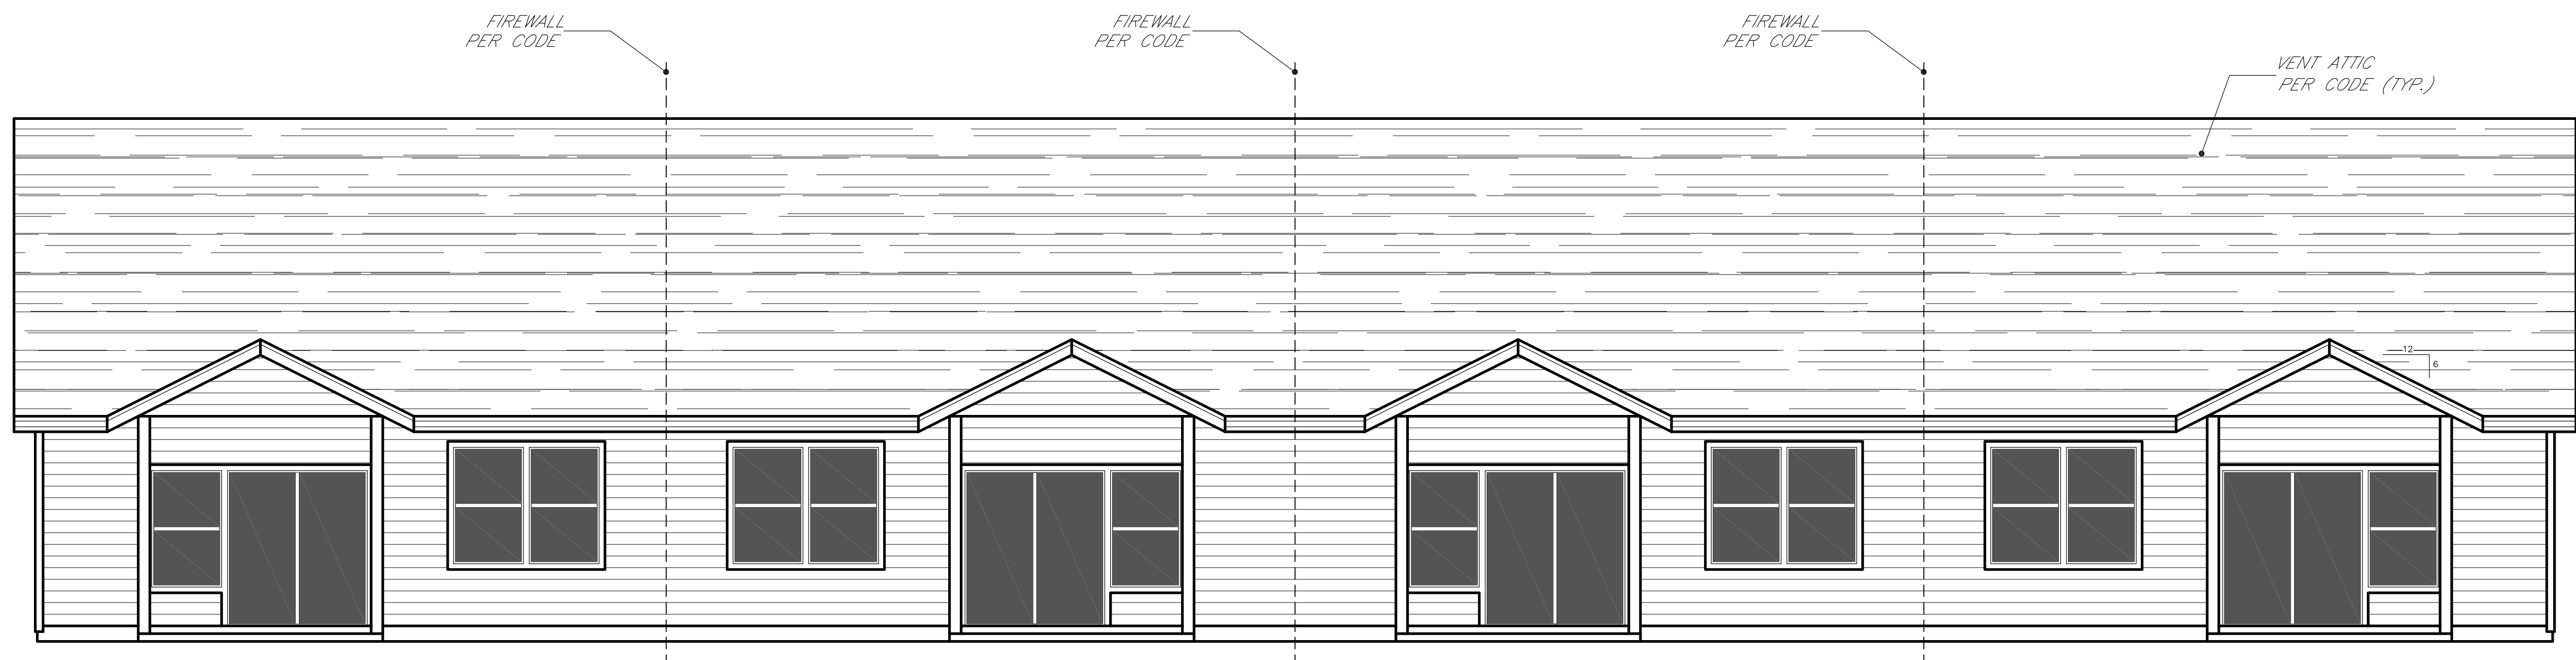 FIREWALL
PER CODE
FIREWALL
PER CODE
FIREWALL
PER CODE
VENT ATTIC
PER CODE (TYP.)
12
6